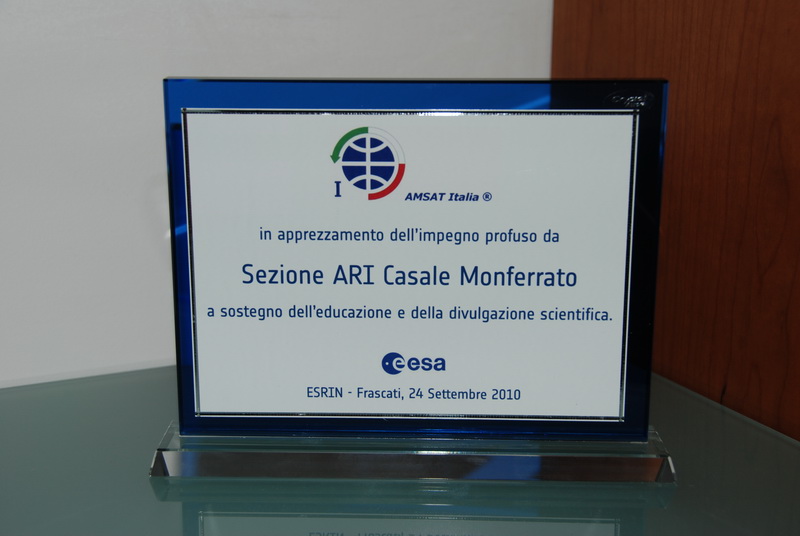 I
AMSAT Italia ®
in apprezzamento dell'impegno profuso da
Sezione ARI Casale Monferrato
a sostegno dell'educazione e della divulgazione scientifica.
esa
ESRIN - Frascati, 24 Settembre 2010